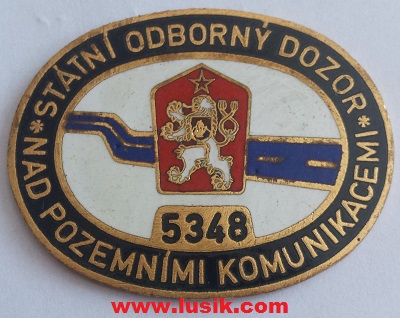 * STÁTNÍ ODBORNÝ DOZOR *
NAD POZEMNÍMI KOMUNIKACEMI
5348
www.lusik.com